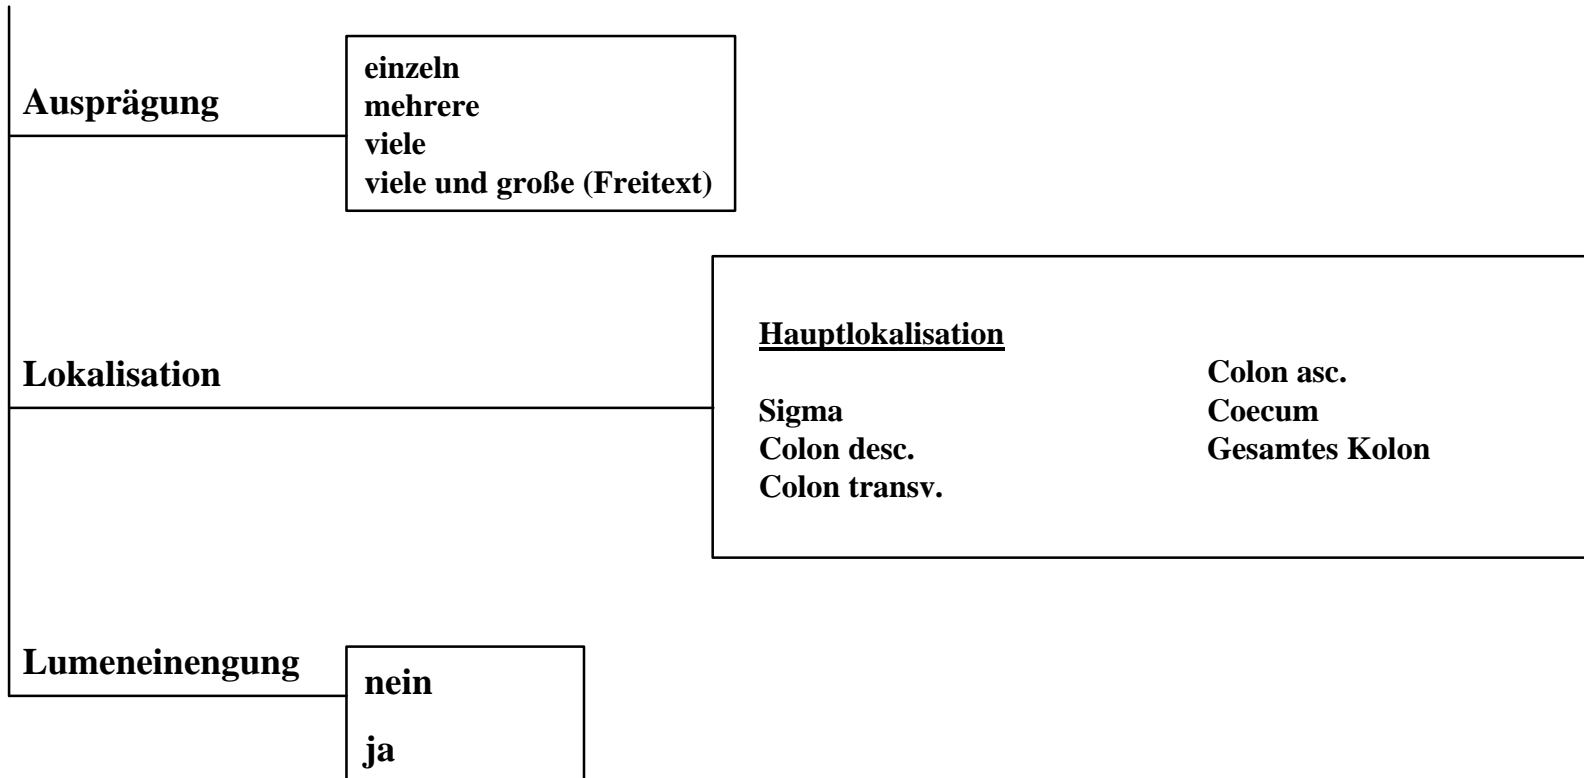 Ausprägung
einzeln
mehrere
viele
viele und große (Freitext)
Lokalisation
Hauptlokalisation
Sigma
Colon desc.
Colon transv.
Colon asc.
Coecum
Gesamtes Kolon
Lumeneinengung
nein
ja